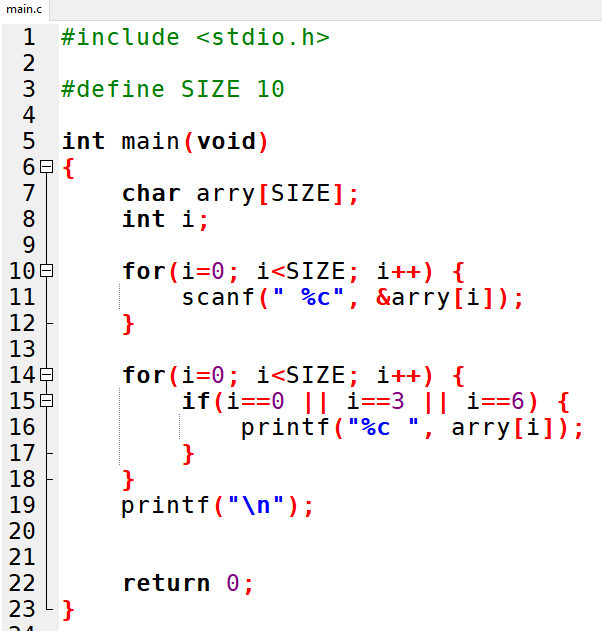 main.c
1 #include <stdio.h>
2
3 #define SIZE 10
4
5 int main(void)
6 {
7     char arry[SIZE];
8     int i;
9
10     for(i=0; i<SIZE; i++) {
11         scanf(" %c", &arry[i]);
12     }
13
14     for(i=0; i<SIZE; i++) {
15         if(i==0 || i==3 || i==6) {
16             printf("%c ", arry[i]);
17         }
18     }
19     printf("\n");
20
21
22     return 0;
23 }